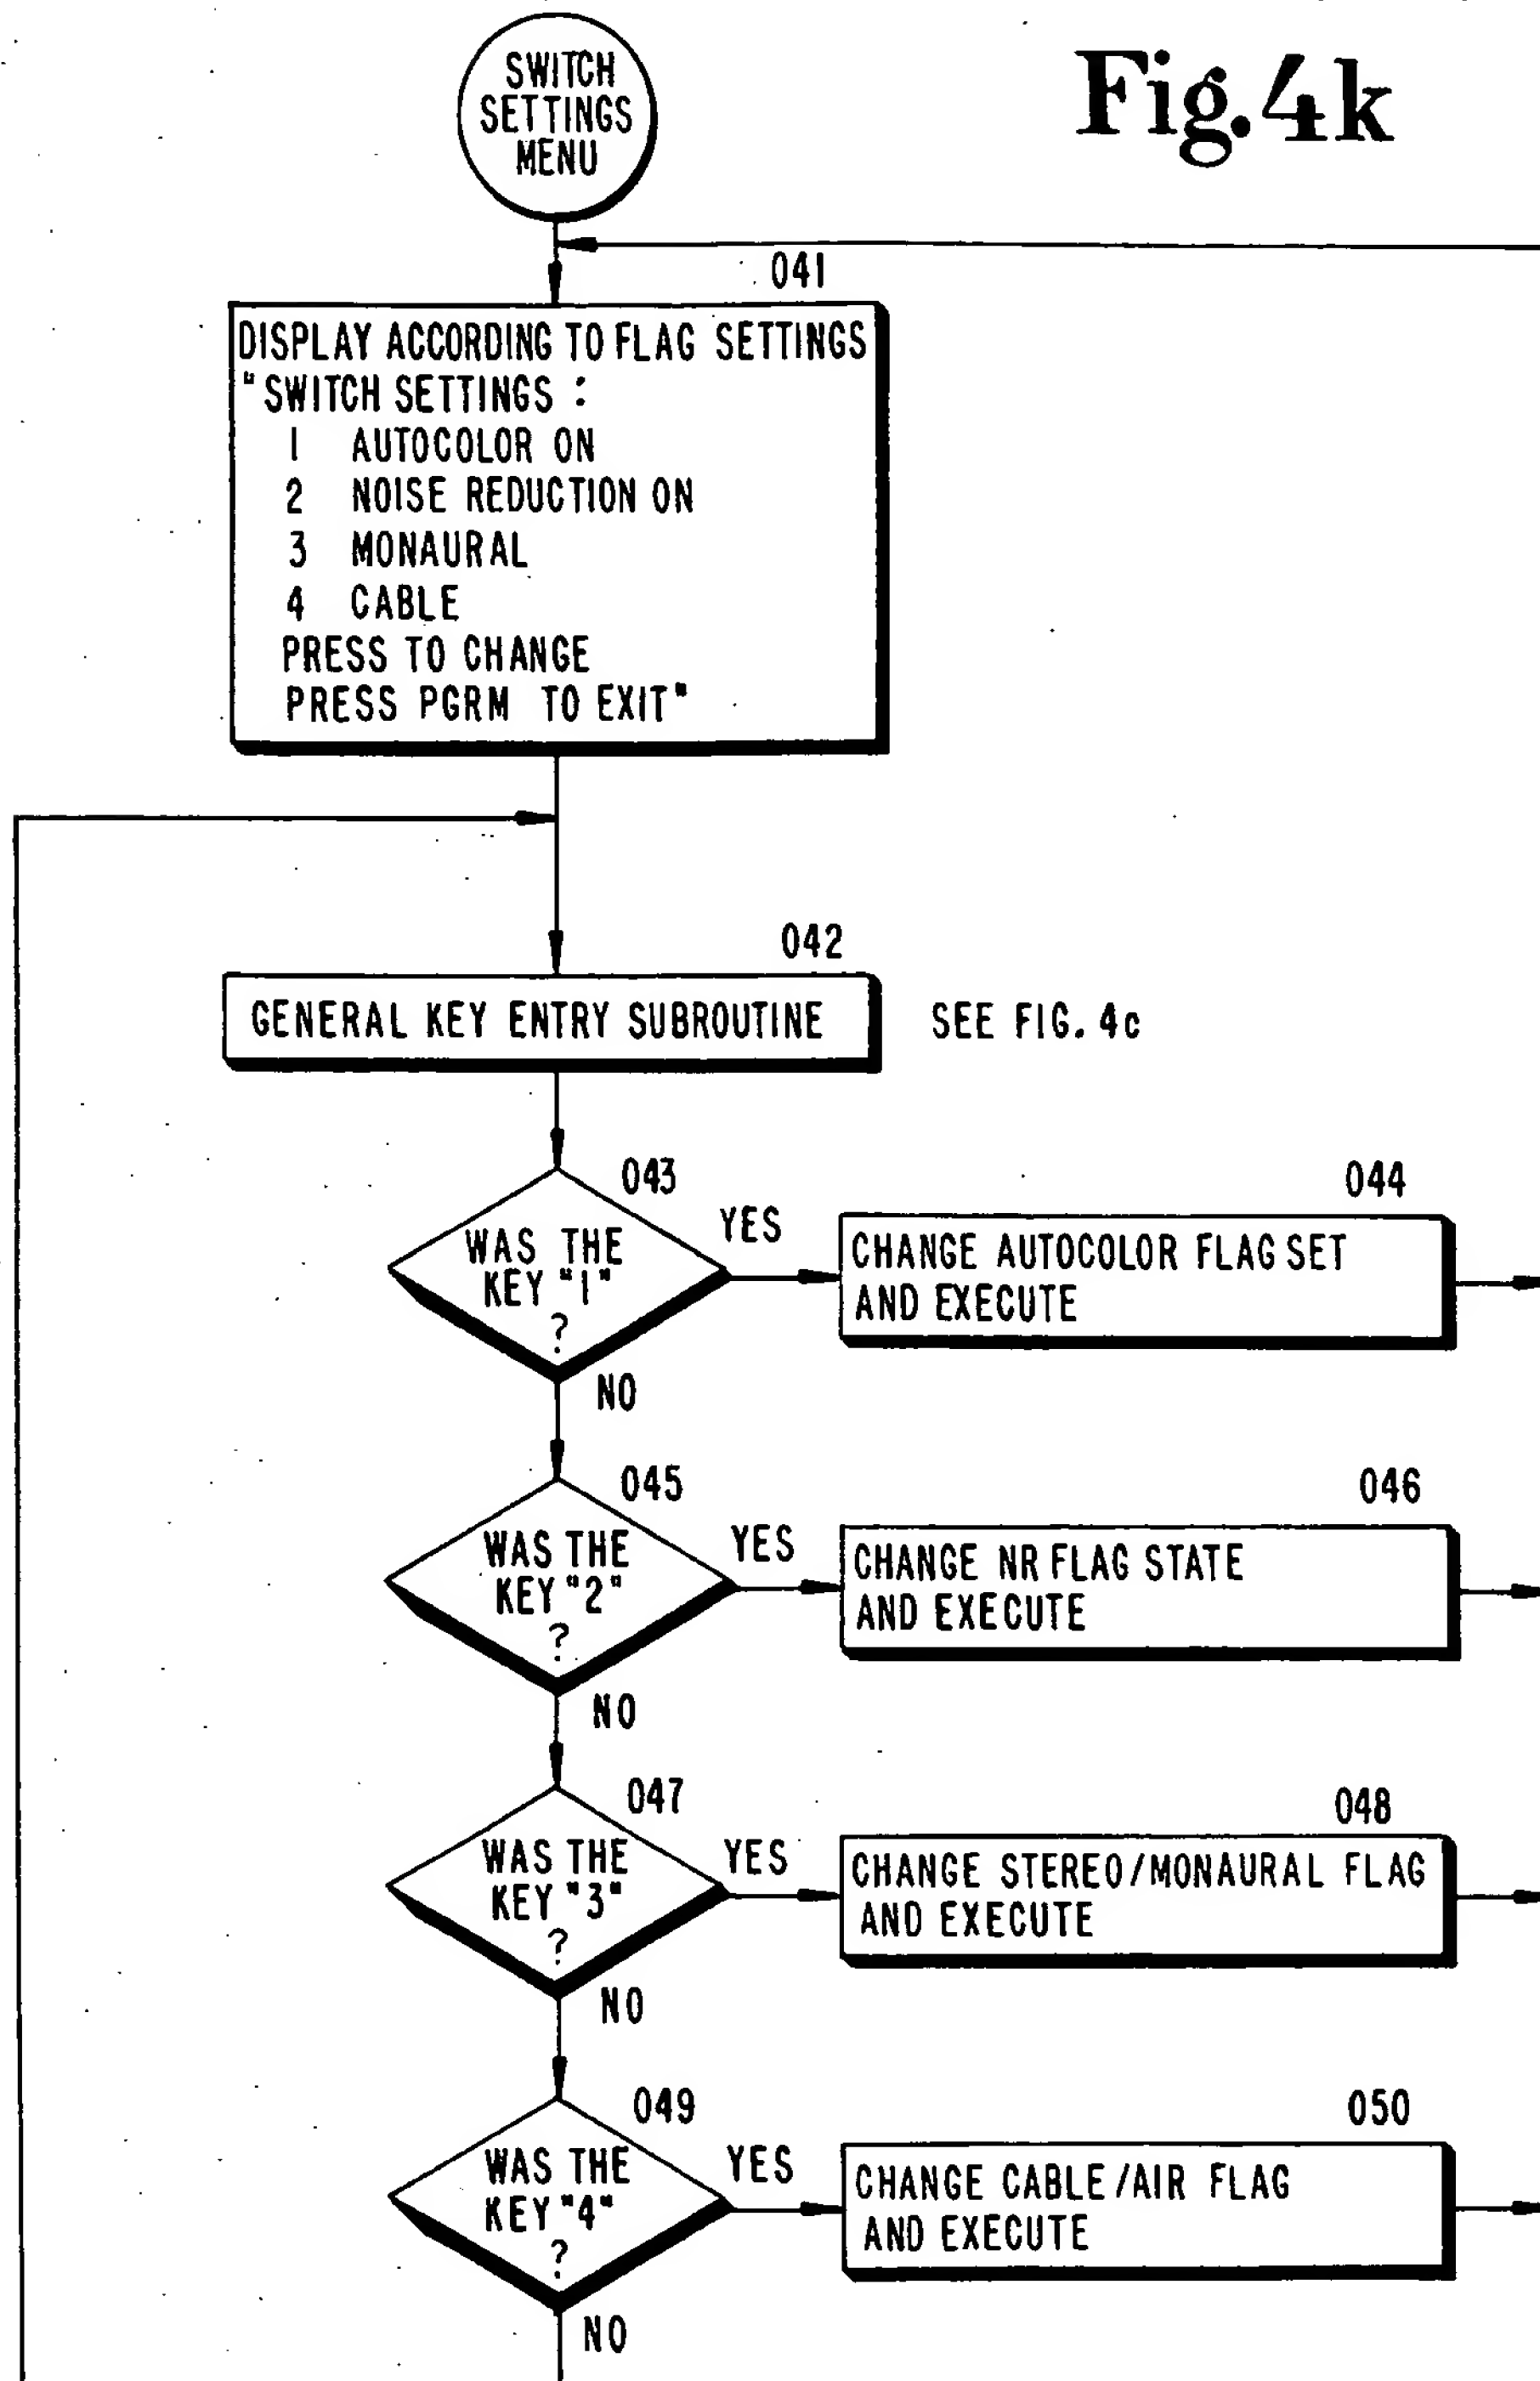 SWITCH
SETTINGS
MENU
Fig.4k
041
DISPLAY ACCORDING TO FLAG SETTINGS
"SWITCH SETTINGS :
1 AUTOCOLOR ON
2 NOISE REDUCTION ON
3 MONAURAL
4 CABLE
PRESS TO CHANGE
PRESS PGRM TO EXIT"
042
GENERAL KEY ENTRY SUBROUTINE
SEE FIG. 4c
043
WAS THE
KEY "1"
?
YES
NO
044
CHANGE AUTOCOLOR FLAG SET
AND EXECUTE
045
WAS THE
KEY "2"
?
YES
NO
046
CHANGE NR FLAG STATE
AND EXECUTE
047
WAS THE
KEY "3"
?
YES
NO
048
CHANGE STEREO/MONAURAL FLAG
AND EXECUTE
049
WAS THE
KEY "4"
?
YES
NO
050
CHANGE CABLE/AIR FLAG
AND EXECUTE